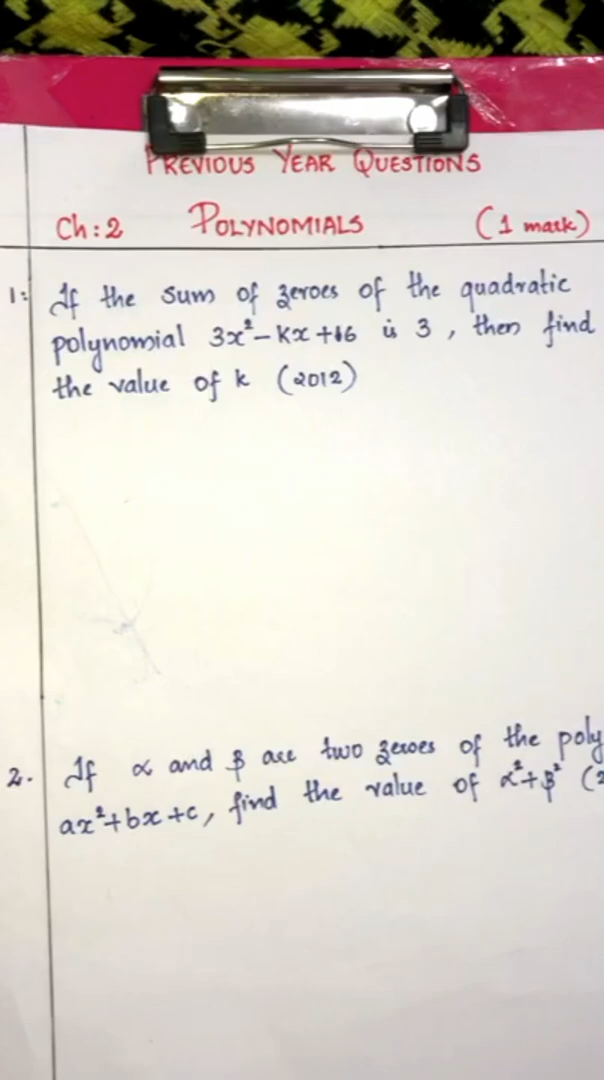 PREVIOUS YEAR QUESTIONS
Ch:2 POLYNOMIALS (1 mark)
1: If the sum of zeroes of the quadratic
polynomial 3x²-kx+16 is 3, then find
the value of k (2012)
2. If α and β are two zeroes of the poly
ax²+bx+c, find the value of α²+β² (2